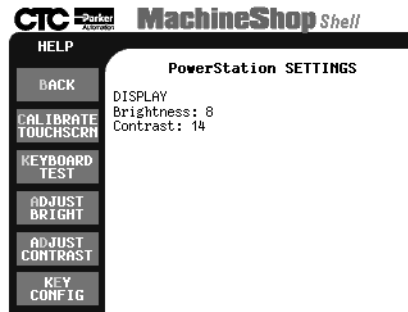 CTC Parker Automation MachineShop Shell
HELP
PowerStation SETTINGS
BACK
DISPLAY
Brightness: 8
Contrast: 14
CALIBRATE
TOUCHSCRN
KEYBOARD
TEST
ADJUST
BRIGHT
ADJUST
CONTRAST
KEY
CONFIG